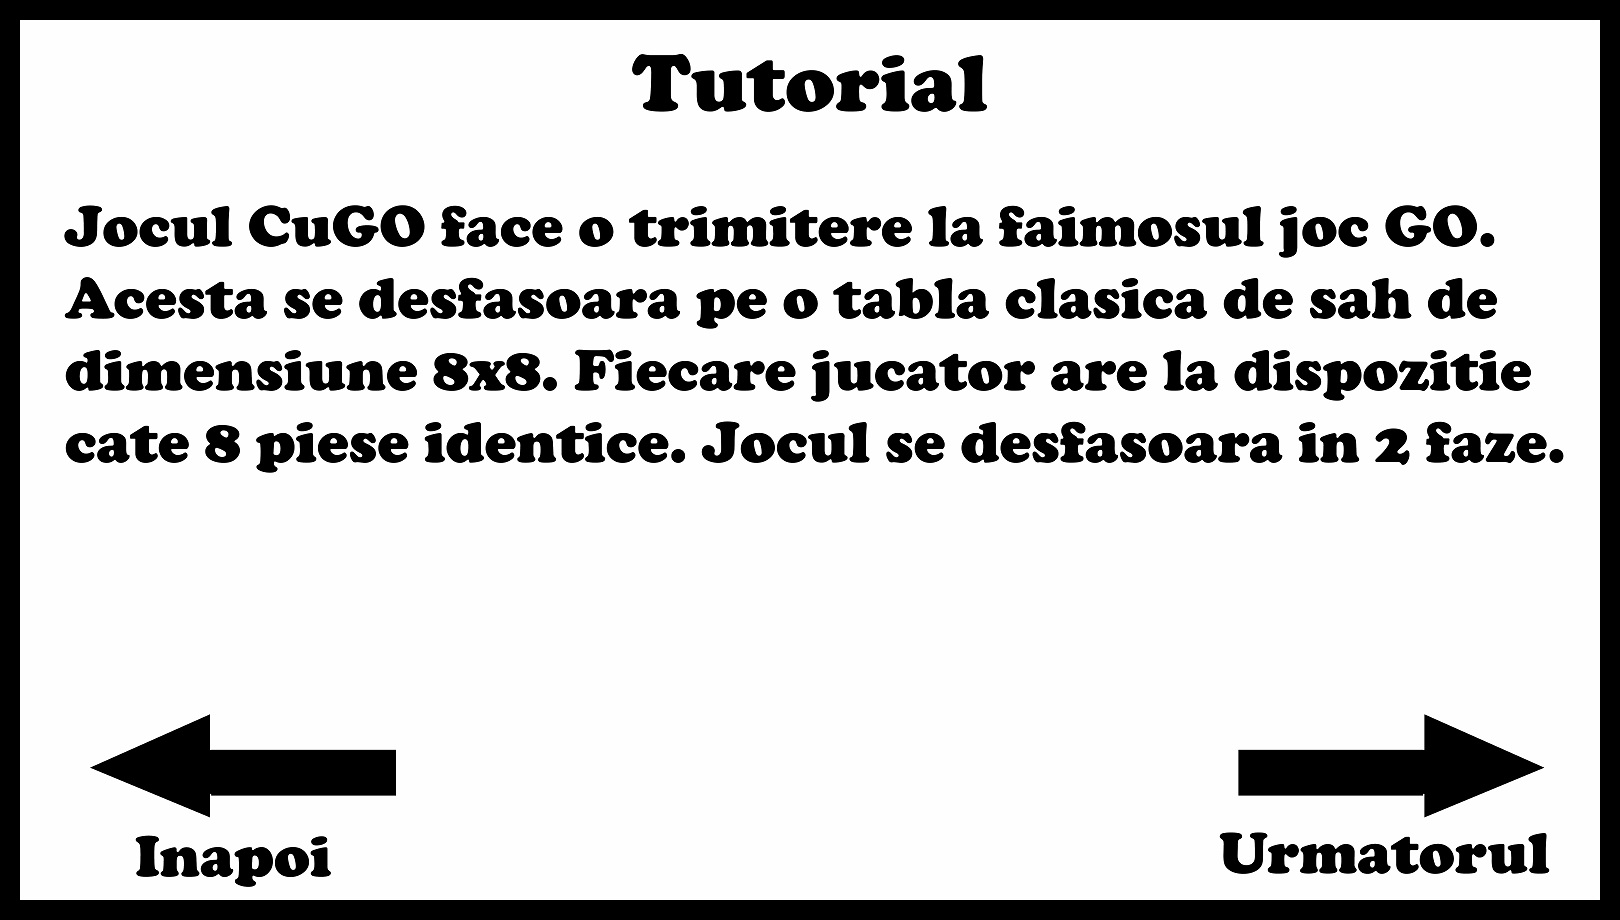 Tutorial
Jocul CuGO face o trimitere la faimosul joc GO.
Acesta se desfasoara pe o tabla clasica de sah de
dimensiune 8x8. Fiecare jucator are la dispozitie
cate 8 piese identice. Jocul se desfasoara in 2 faze.
Inapoi
Urmatorul